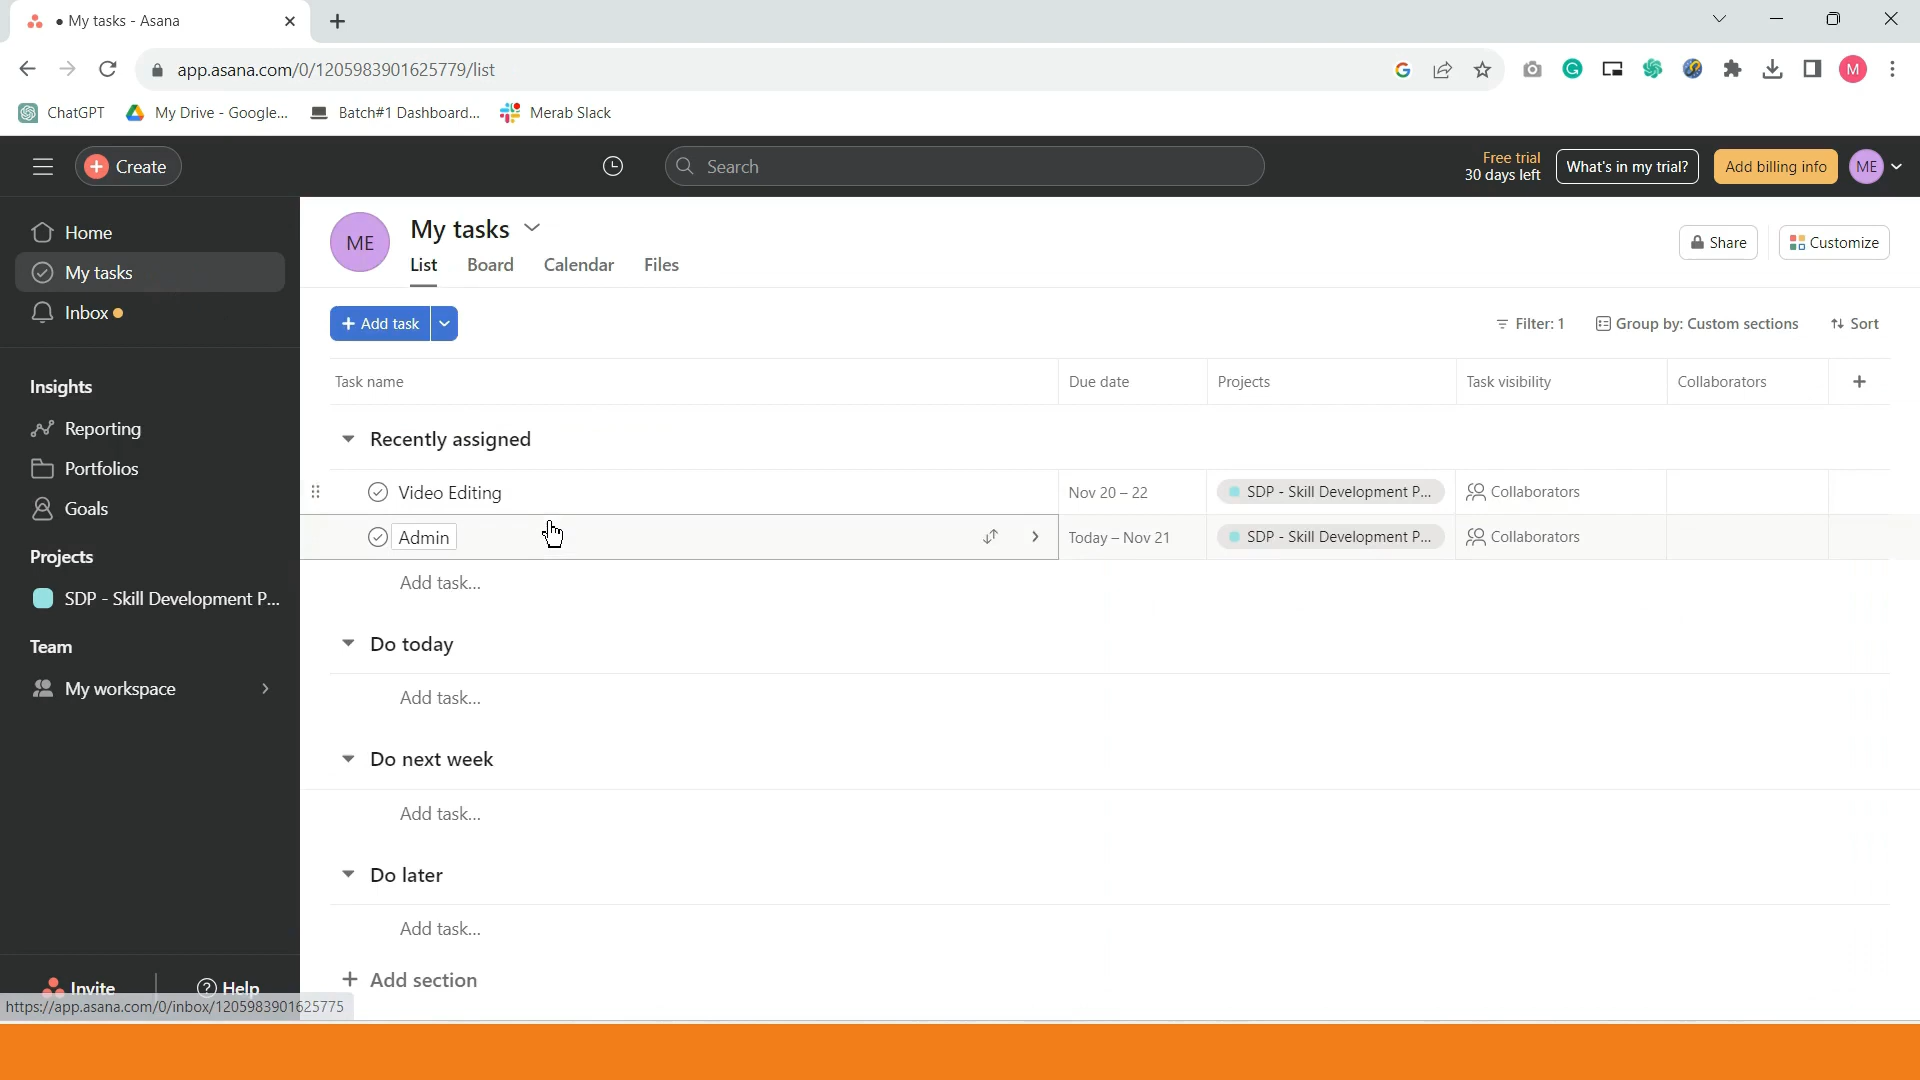 • My tasks - Asana
app.asana.com/0/1205983901625779/list
G
M
ChatGPT
My Drive - Google...
Batch#1 Dashboard...
Merab Slack
Create
Search
Free trial
30 days left
What's in my trial?
Add billing info
ME
Home
My tasks
Inbox
Insights
Reporting
Portfolios
Goals
Projects
SDP - Skill Development P...
Team
My workspace
Invite
? Help
https://app.asana.com/0/inbox/1205983901625775
ME
My tasks
List Board Calendar Files
Share
Customize
+ Add task
Filter: 1
Group by: Custom sections
Sort
Task name Due date Projects Task visibility Collaborators +
Recently assigned
Video Editing Nov 20 – 22 SDP - Skill Development P... Collaborators
Admin Today – Nov 21 SDP - Skill Development P... Collaborators
Add task...
Do today
Add task...
Do next week
Add task...
Do later
Add task...
+ Add section